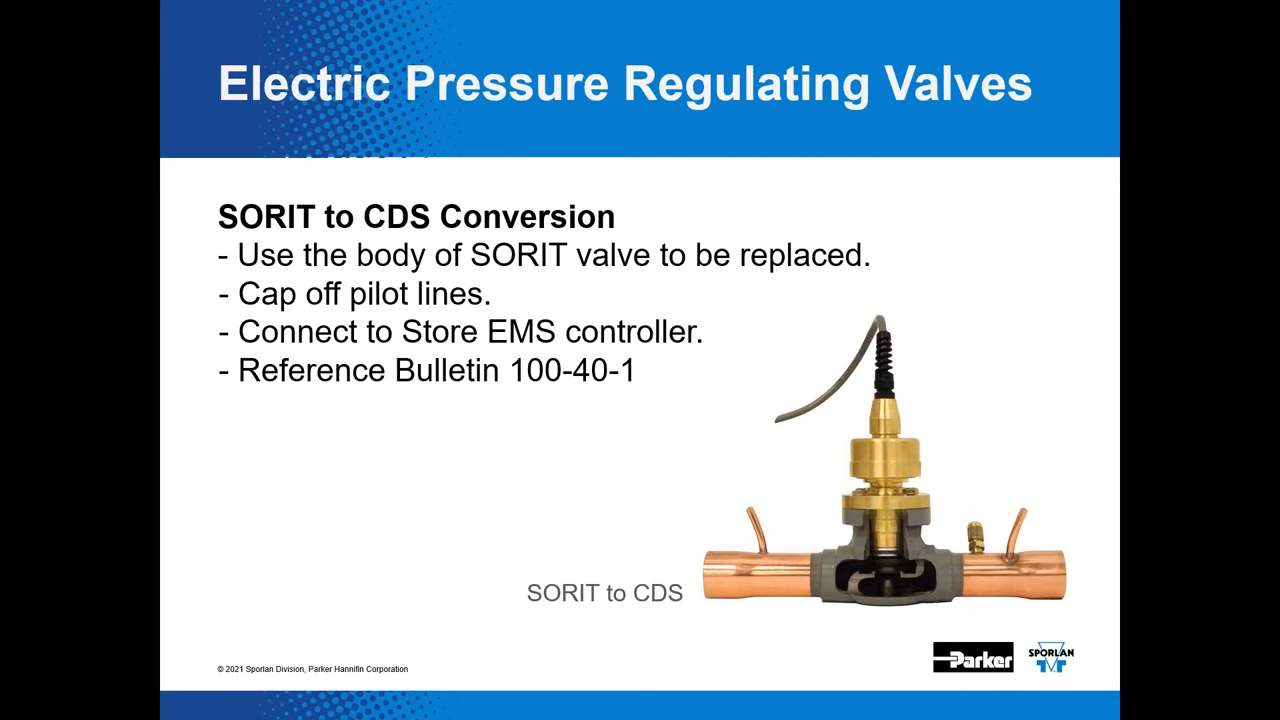 Electric Pressure Regulating Valves
SORIT to CDS Conversion
- Use the body of SORIT valve to be replaced.
- Cap off pilot lines.
- Connect to Store EMS controller.
- Reference Bulletin 100-40-1
SORIT to CDS
© 2021 Sporlan Division, Parker Hannifin Corporation
Parker
SPORLAN